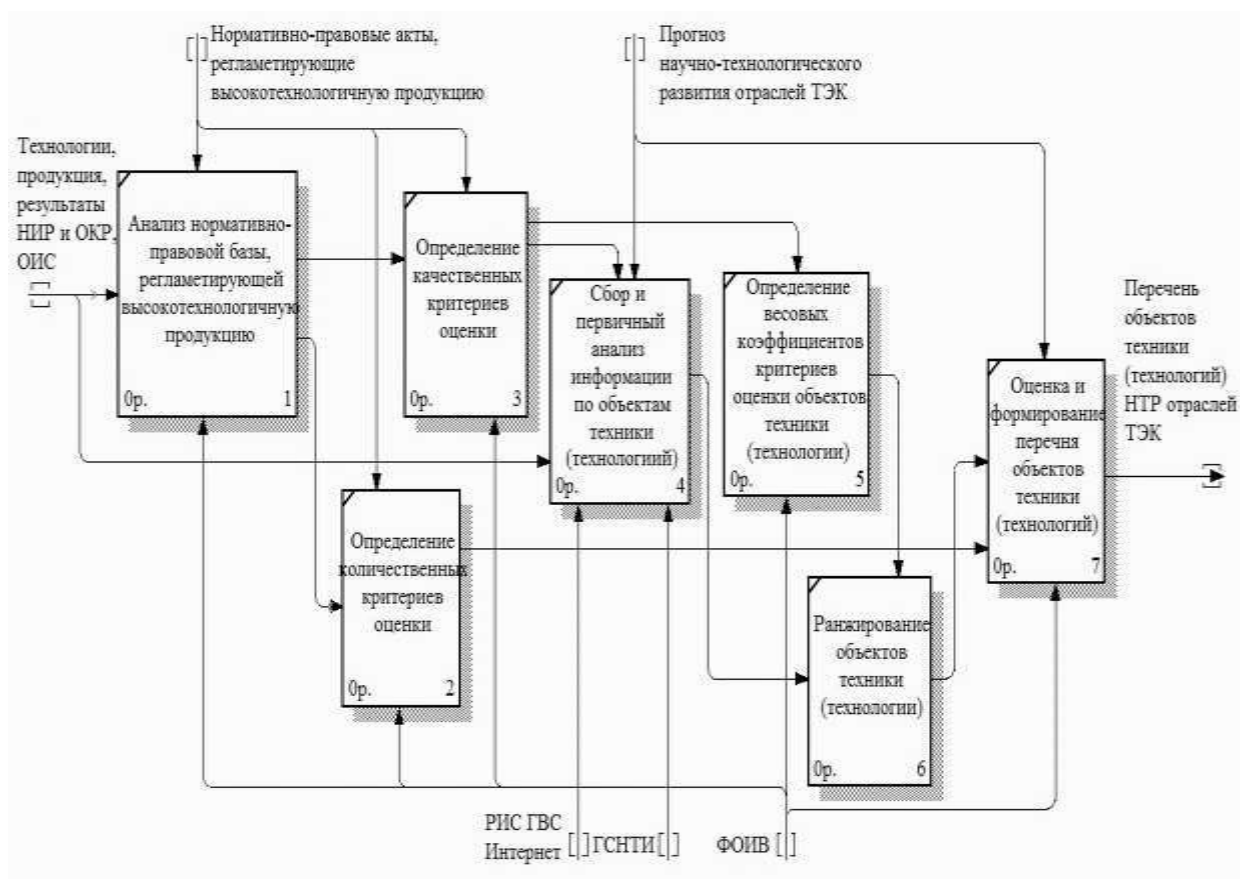 Нормативно-правовые акты,
регламетирующие
высокотехнологичную продукцию
Прогноз
научно-технологического
развития отраслей ТЭК
Технологии,
продукция,
результаты
НИР и ОКР,
ОИС
Анализ нормативно-
правовой базы,
регламетирующей
высокотехнологичную
продукцию
0р. 1
Определение
качественных
критериев
оценки
0р. 3
Сбор и
первичный
анализ
информации
по объектам
техники
(технологиий)
0р. 4
Определение
весовых
коэффициентов
критериев
оценки объектов
техники
(технологии)
0р. 5
Перечень
объектов
техники
(технологий)
НТР отраслей
ТЭК
Оценка и
формирование
перечня
объектов
техники
(технологий)
0р. 7
Определение
количественных
критериев
оценки
0р. 2
Ранжирование
объектов
техники
(технологии)
0р. 6
РИС ГВС
Интернет
ГСНТИ
ФОИВ